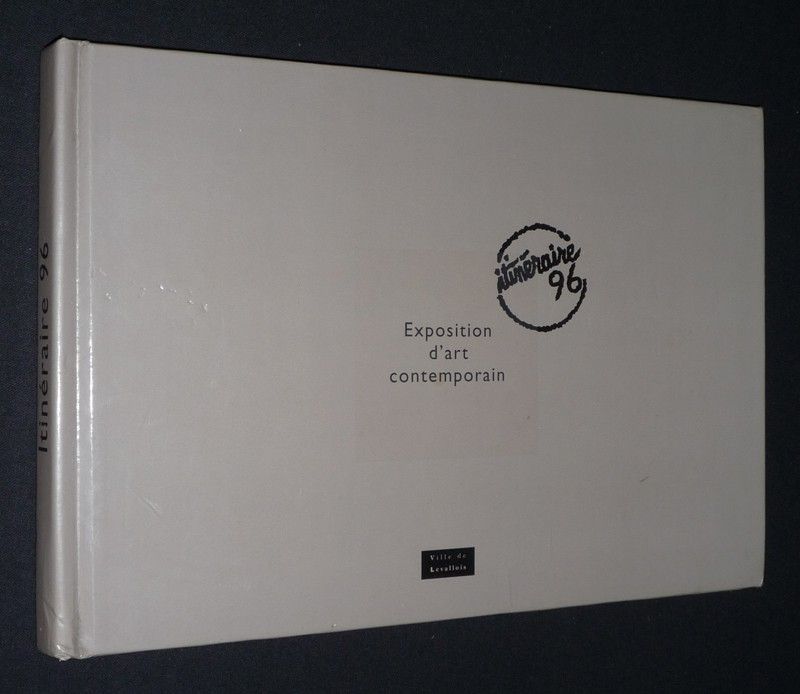 Itinéraire 96
itinéraire
96
Exposition
d'art
contemporain
Ville de
Levallois